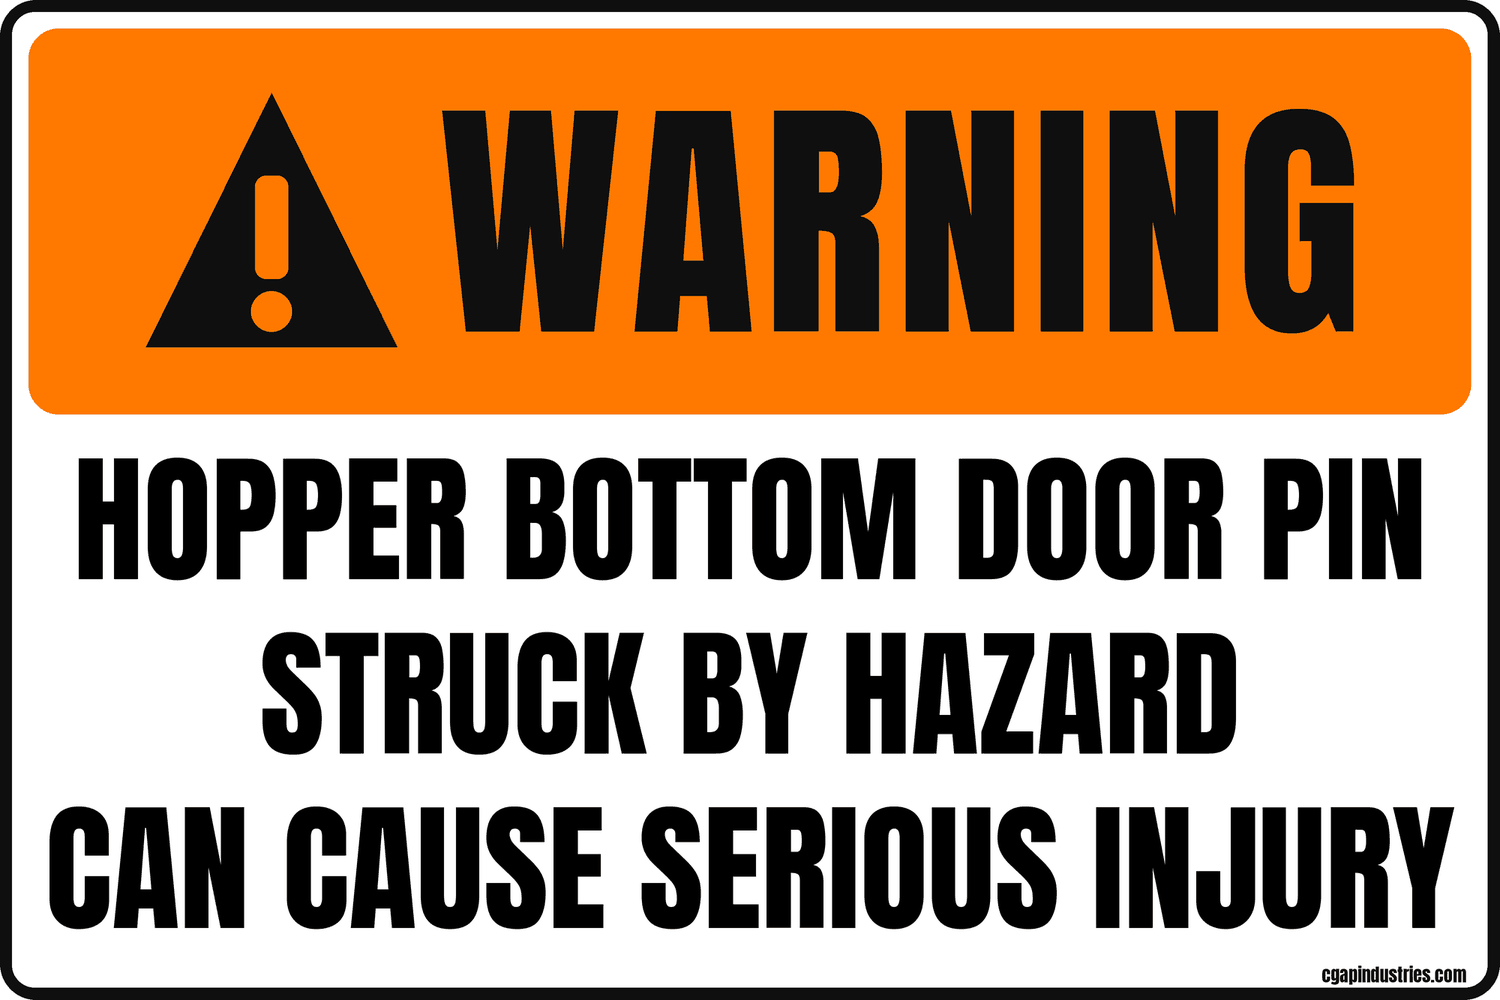 WARNING
HOPPER BOTTOM DOOR PIN
STRUCK BY HAZARD
CAN CAUSE SERIOUS INJURY
cgapindustries.com